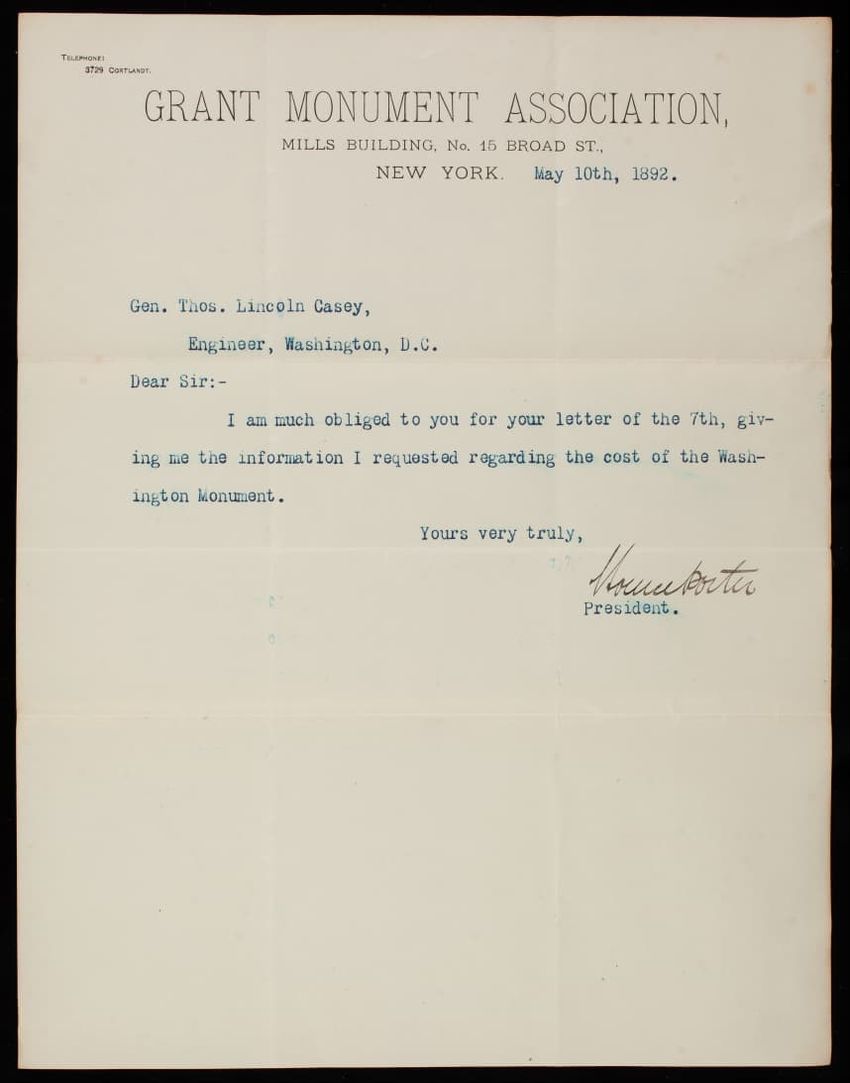 TELEPHONE:
3729 CORTLANDT.
GRANT MONUMENT ASSOCIATION,
MILLS BUILDING, No. 15 BROAD ST.,
NEW YORK. May 10th, 1892.
Gen. Thos. Lincoln Casey,
Engineer, Washington, D.C.
Dear Sir:-
I am much obliged to you for your letter of the 7th, giv-
ing me the information I requested regarding the cost of the Wash-
ington Monument.
Yours very truly,
Horace Porter
President.